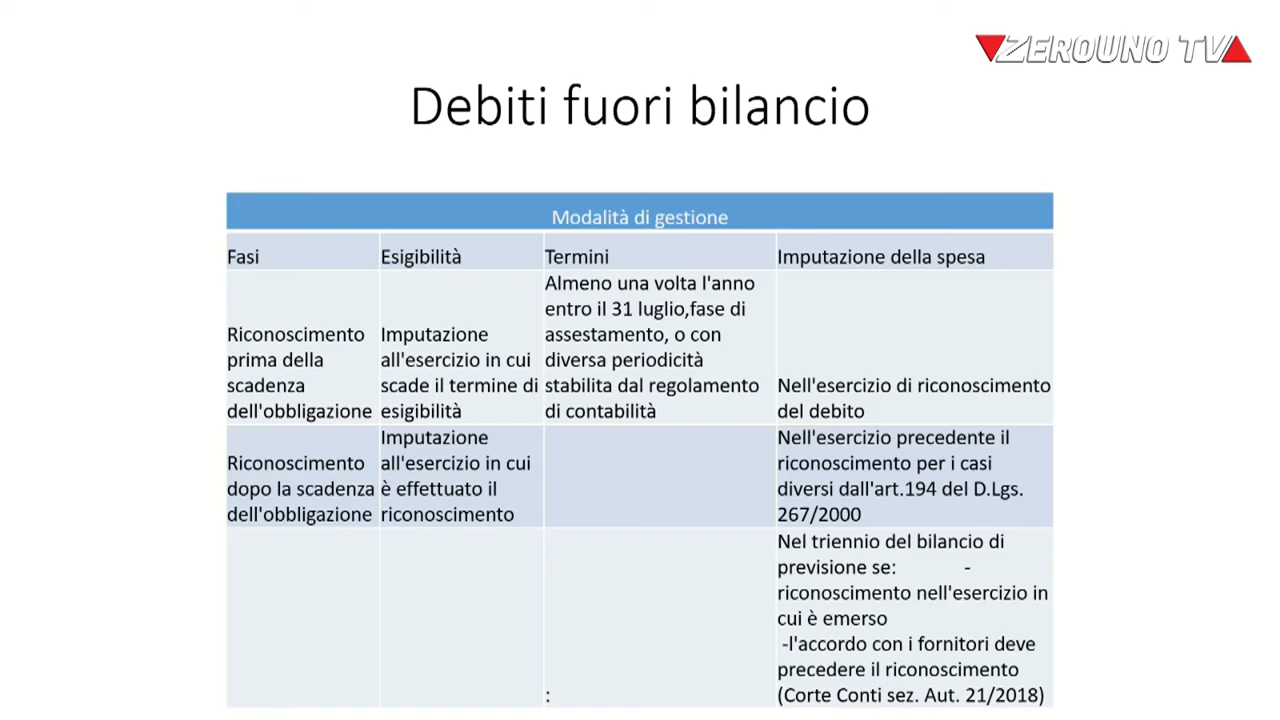 ZEROUNO TV
Debiti fuori bilancio
Modalità di gestione
Fasi
Esigibilità
Termini
Imputazione della spesa
Riconoscimento
prima della
scadenza
dell'obbligazione
Imputazione
all'esercizio in cui
scade il termine di
esigibilità
Almeno una volta l'anno
entro il 31 luglio,fase di
assestamento, o con
diversa periodicità
stabilita dal regolamento
di contabilità
Nell'esercizio di riconoscimento
del debito
Riconoscimento
dopo la scadenza
dell'obbligazione
Imputazione
all'esercizio in cui
è effettuato il
riconoscimento
Nell'esercizio precedente il
riconoscimento per i casi
diversi dall'art.194 del D.Lgs.
267/2000
:
Nel triennio del bilancio di
previsione se: -
riconoscimento nell'esercizio in
cui è emerso
-l'accordo con i fornitori deve
precedere il riconoscimento
(Corte Conti sez. Aut. 21/2018)